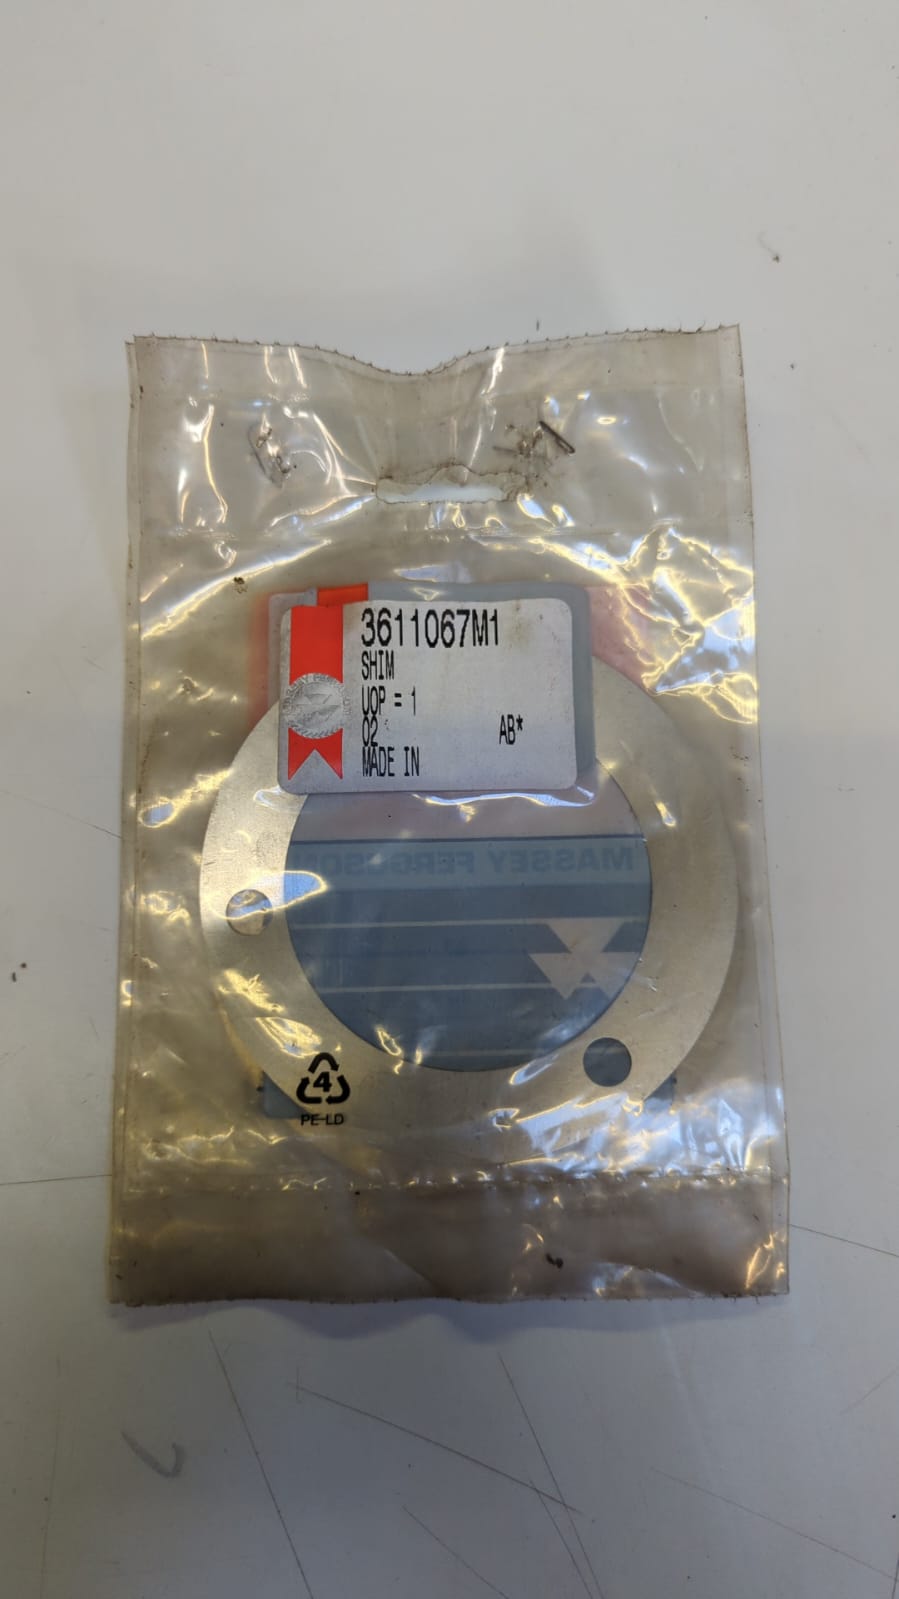 3611067M1
SHIM
UOP = 1
02 AB*
MADE IN
MASSEY FERGUSON
4
PE-LD